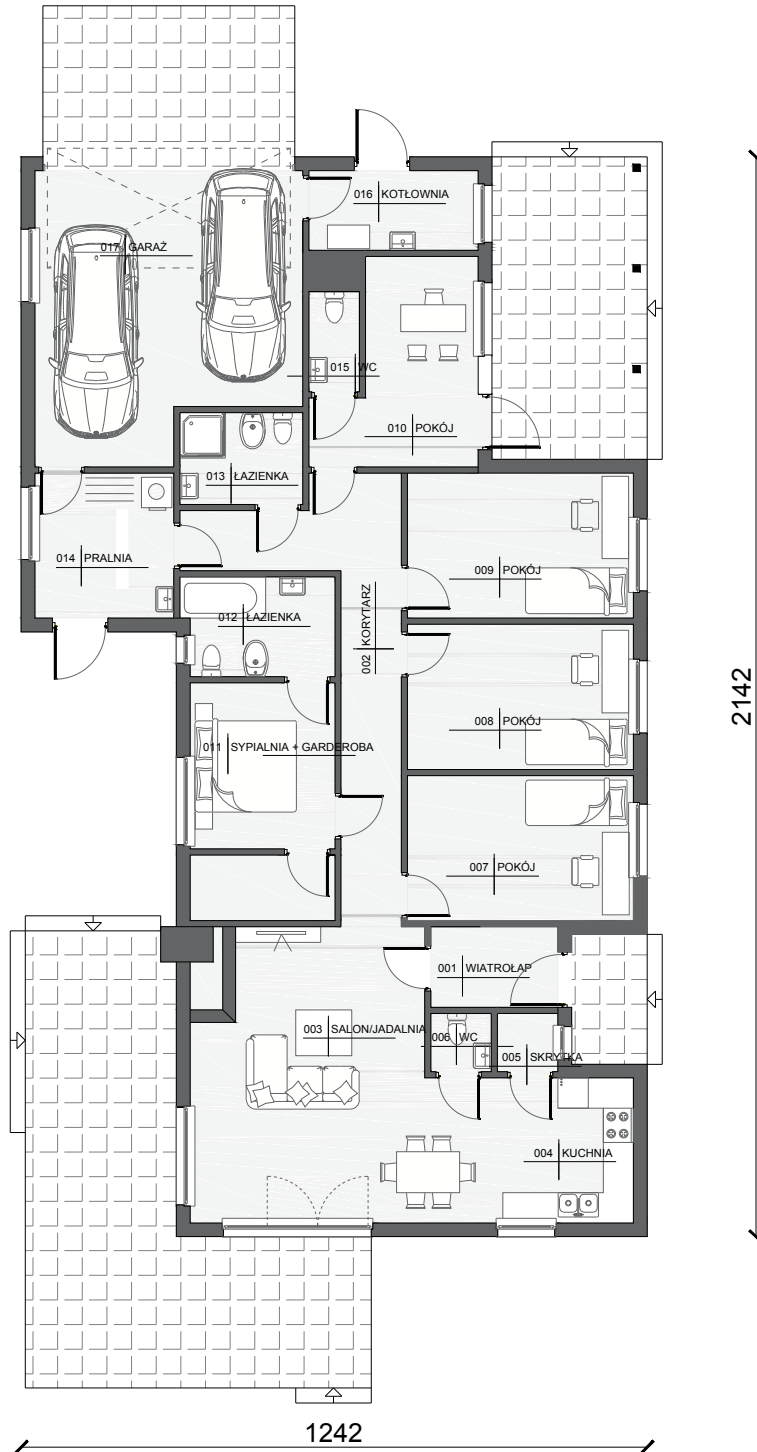 016 KOTŁOWNIA
017 GARAŻ
015 WC
010 POKÓJ
013 ŁAZIENKA
014 PRALNIA
009 POKÓJ
012 ŁAZIENKA
002 KORYTARZ
2142
008 POKÓJ
011 SYPIALNIA + GARDEROBA
007 POKÓJ
001 WIATROŁAP
003 SALON/JADALNIA
006 WC
005 SKRYTKA
004 KUCHNIA
1242